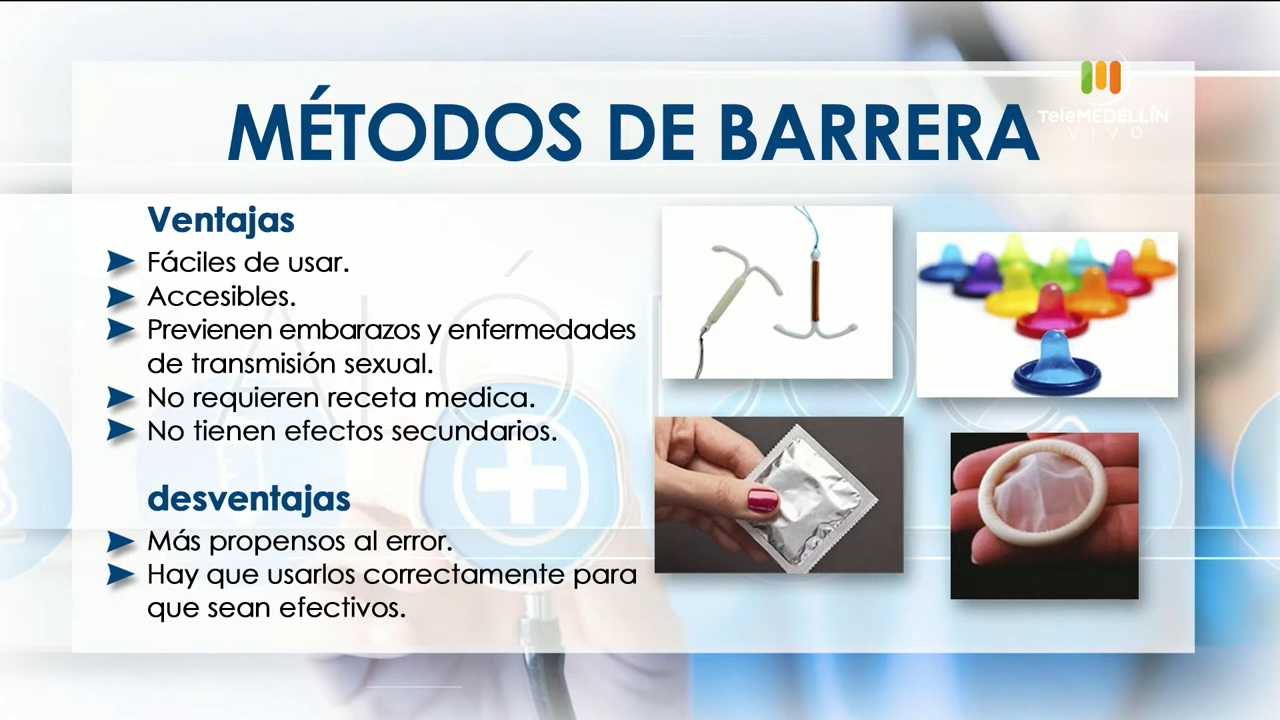 MÉTODOS DE BARRERA
TeleMEDELLÍN
VIVO
Ventajas
Fáciles de usar.
Accesibles.
Previenen embarazos y enfermedades
de transmisión sexual.
No requieren receta medica.
No tienen efectos secundarios.
desventajas
Más propensos al error.
Hay que usarlos correctamente para
que sean efectivos.